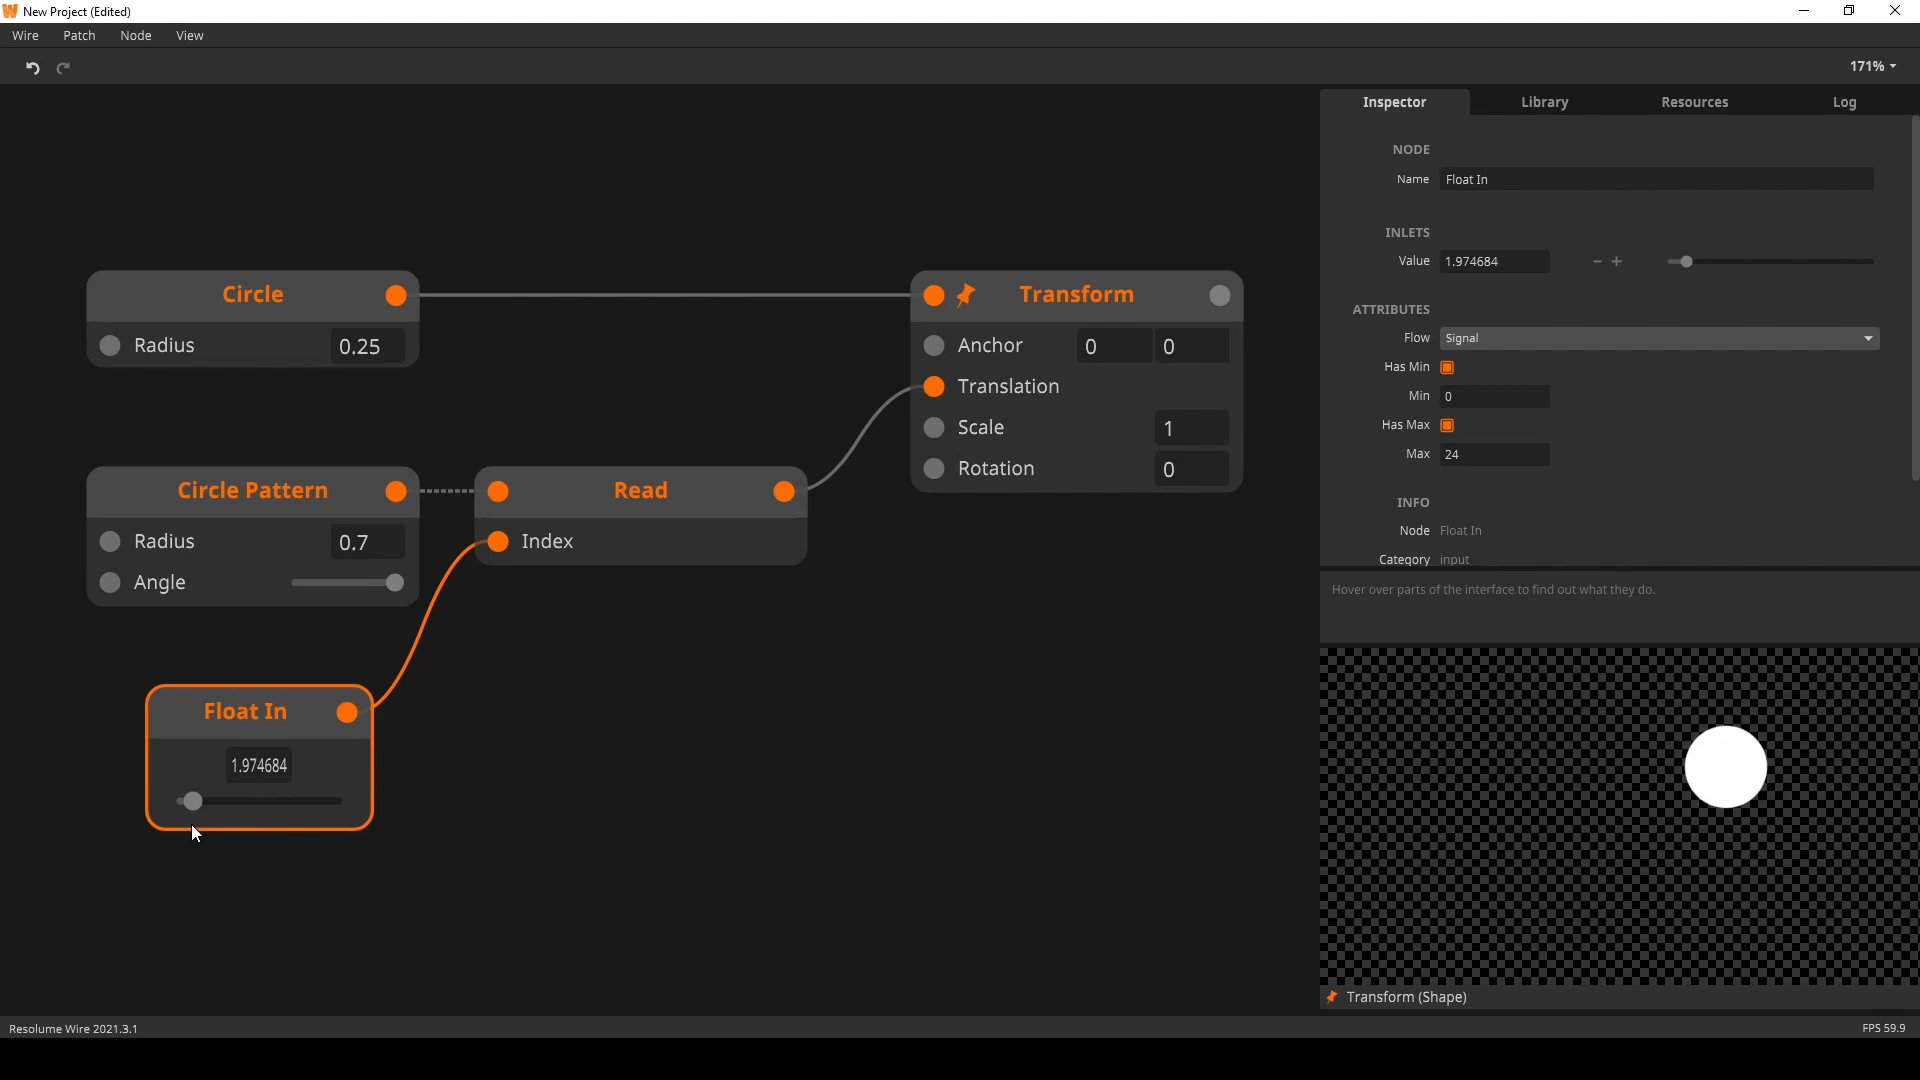 New Project (Edited)
Wire Patch Node View
171%
Inspector Library Resources Log
NODE
Name Float In
INLETS
Value 1.974684 − +
ATTRIBUTES
Flow Signal
Has Min
Min 0
Has Max
Max 24
INFO
Node Float In
Category input
Hover over parts of the interface to find out what they do.
Transform (Shape)
Circle
Radius 0.25
Transform
Anchor 0 0
Translation
Scale 1
Rotation 0
Circle Pattern
Radius 0.7
Angle
Read
Index
Float In
1.974684
Resolume Wire 2021.3.1
FPS 59.9